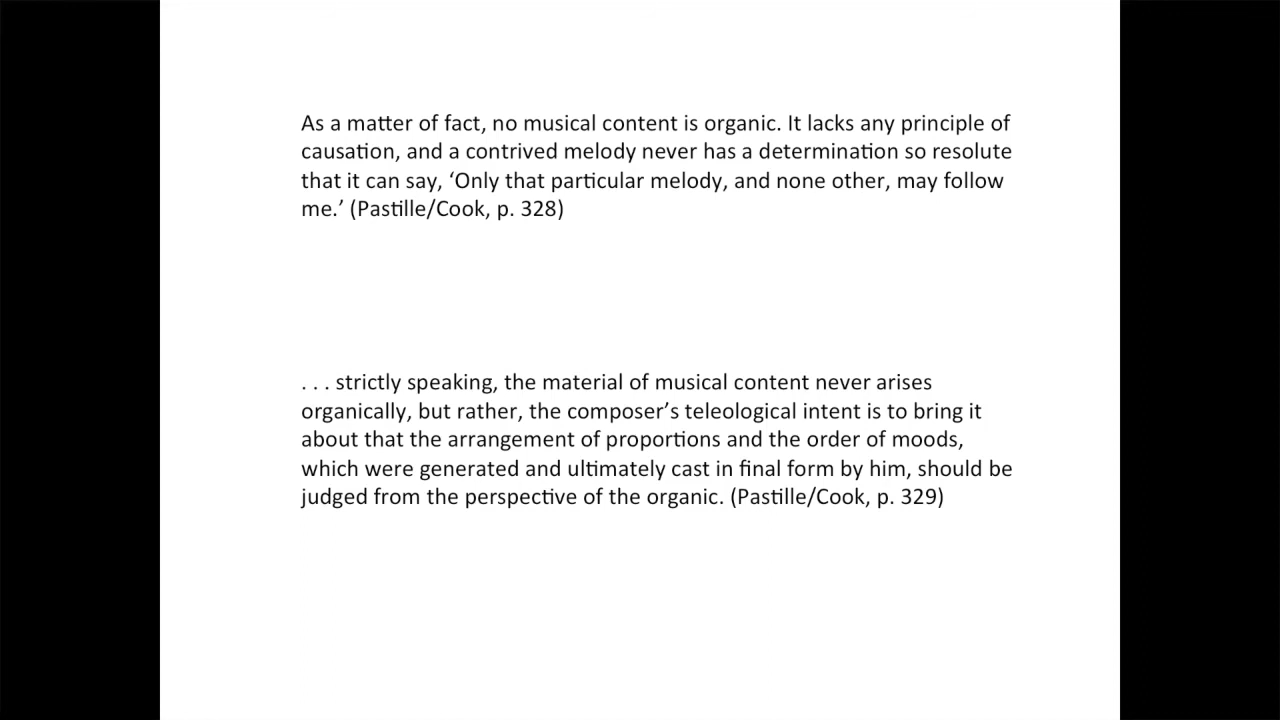 As a matter of fact, no musical content is organic. It lacks any principle of
causation, and a contrived melody never has a determination so resolute
that it can say, ‘Only that particular melody, and none other, may follow
me.’ (Pastille/Cook, p. 328)
. . . strictly speaking, the material of musical content never arises
organically, but rather, the composer’s teleological intent is to bring it
about that the arrangement of proportions and the order of moods,
which were generated and ultimately cast in final form by him, should be
judged from the perspective of the organic. (Pastille/Cook, p. 329)